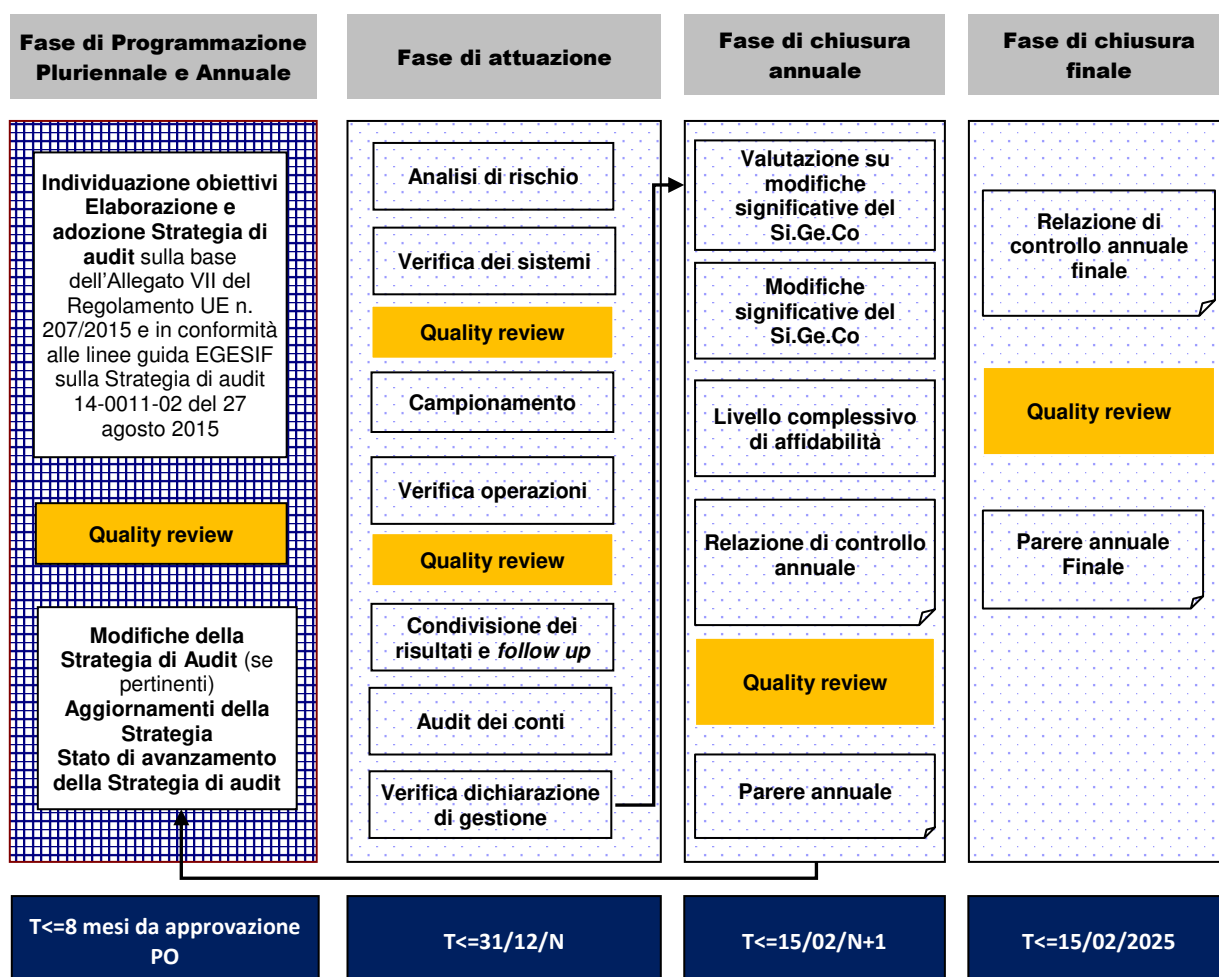 Fase di Programmazione
Pluriennale e Annuale
Individuazione obiettivi
Elaborazione e
adozione Strategia di
audit sulla base
dell'Allegato VII del
Regolamento UE n.
207/2015 e in conformità
alle linee guida EGESIF
sulla Strategia di audit
14-0011-02 del 27
agosto 2015
Quality review
Modifiche della
Strategia di Audit (se
pertinenti)
Aggiornamenti della
Strategia
Stato di avanzamento
della Strategia di audit
T<=8 mesi da approvazione
PO
Fase di attuazione
Analisi di rischio
Verifica dei sistemi
Quality review
Campionamento
Verifica operazioni
Quality review
Condivisione dei
risultati e follow up
Audit dei conti
Verifica dichiarazione
di gestione
T<=31/12/N
Fase di chiusura
annuale
Valutazione su
modifiche
significative del
Si.Ge.Co
Modifiche
significative del
Si.Ge.Co
Livello complessivo
di affidabilità
Relazione di controllo
annuale
Quality review
Parere annuale
T<=15/02/N+1
Fase di chiusura
finale
Relazione di
controllo annuale
finale
Quality review
Parere annuale
Finale
T<=15/02/2025